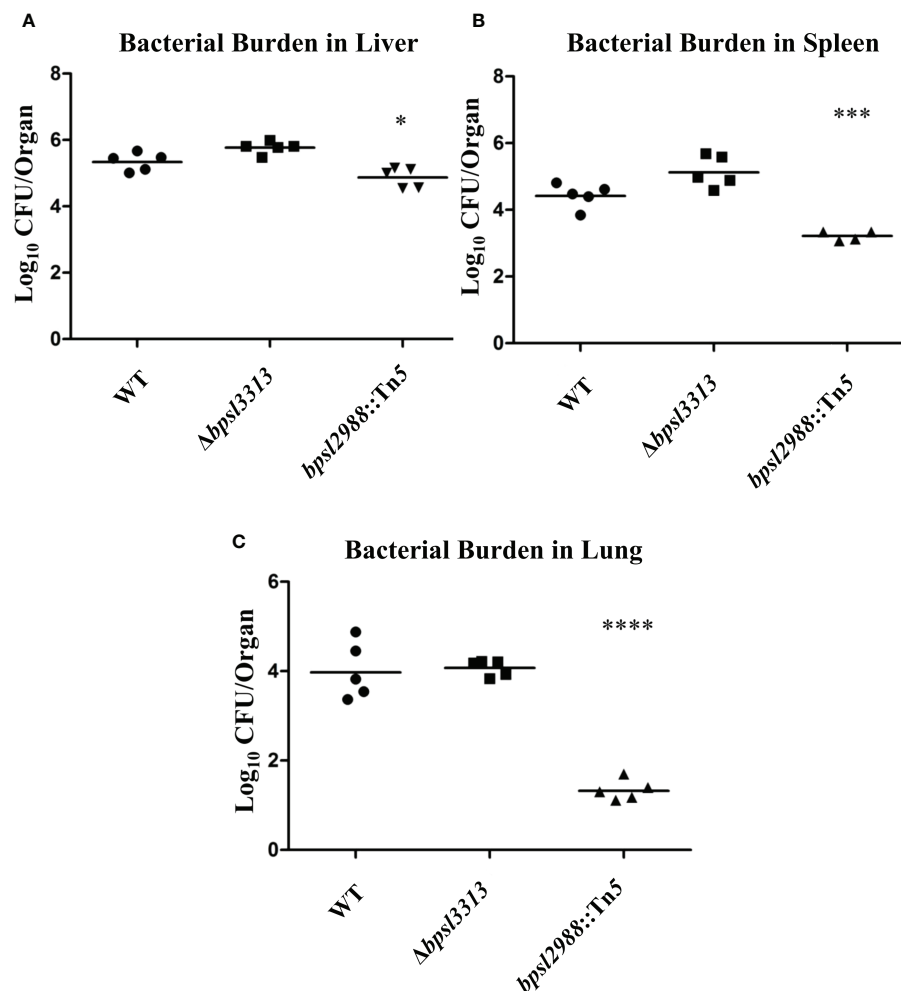 A
Bacterial Burden in Liver
8
6
4
2
0
Log10 CFU/Organ
*
WT
Δbpsl3313
bpsl2988::Tn5
B
Bacterial Burden in Spleen
8
6
4
2
0
Log10 CFU/Organ
***
WT
Δbpsl3313
bpsl2988::Tn5
C
Bacterial Burden in Lung
6
4
2
0
Log10 CFU/Organ
****
WT
Δbpsl3313
bpsl2988::Tn5